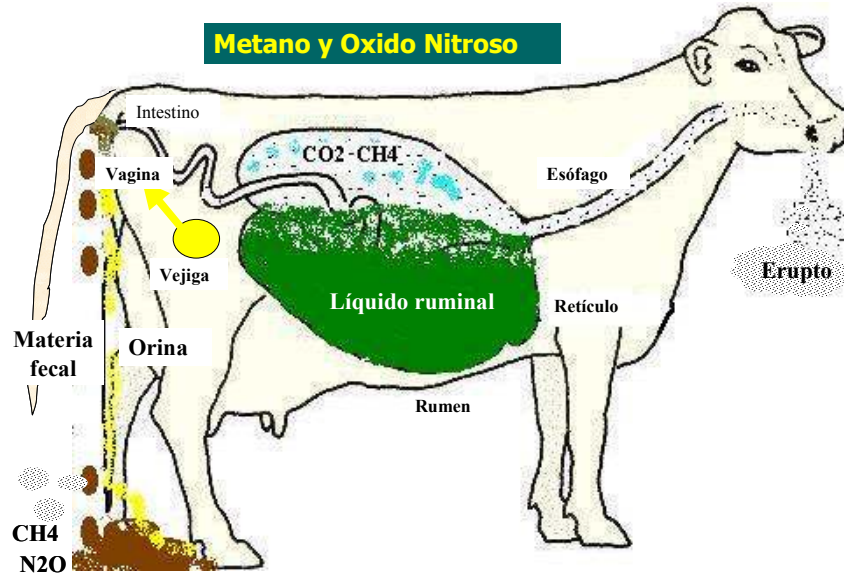 Metano y Oxido Nitroso
Intestino
CO2-CH4
Vagina
Esófago
Vejiga
Erupto
Líquido ruminal
Retículo
Materia
fecal
Orina
Rumen
CH4
N2O